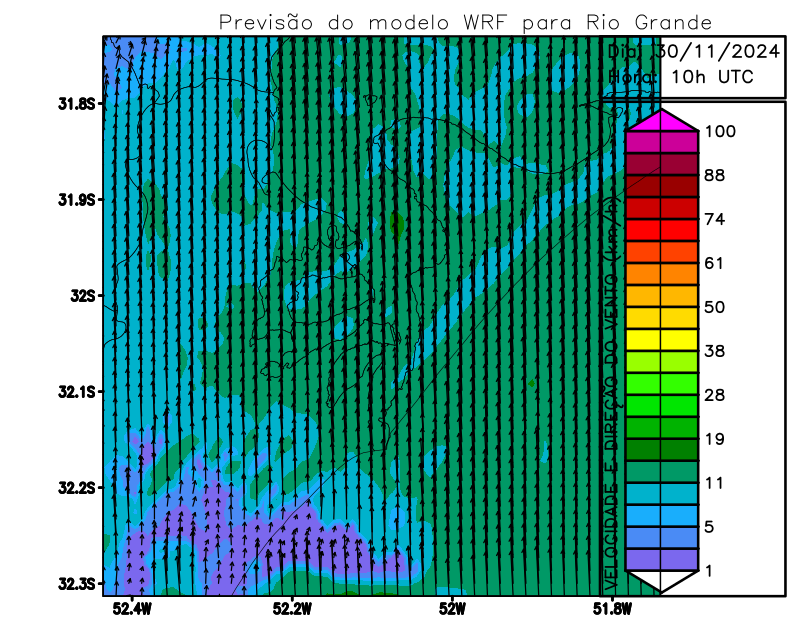 Previsão do modelo WRF para Rio Grande
Dia: 30/11/2024
Hora: 10h UTC
31.8S
31.9S
32S
32.1S
32.2S
32.3S
52.4W
52.2W
52W
51.8W
VELOCIDADE E DIREÇÃO DO VENTO (km/h)
100
88
74
61
50
38
28
19
11
5
1